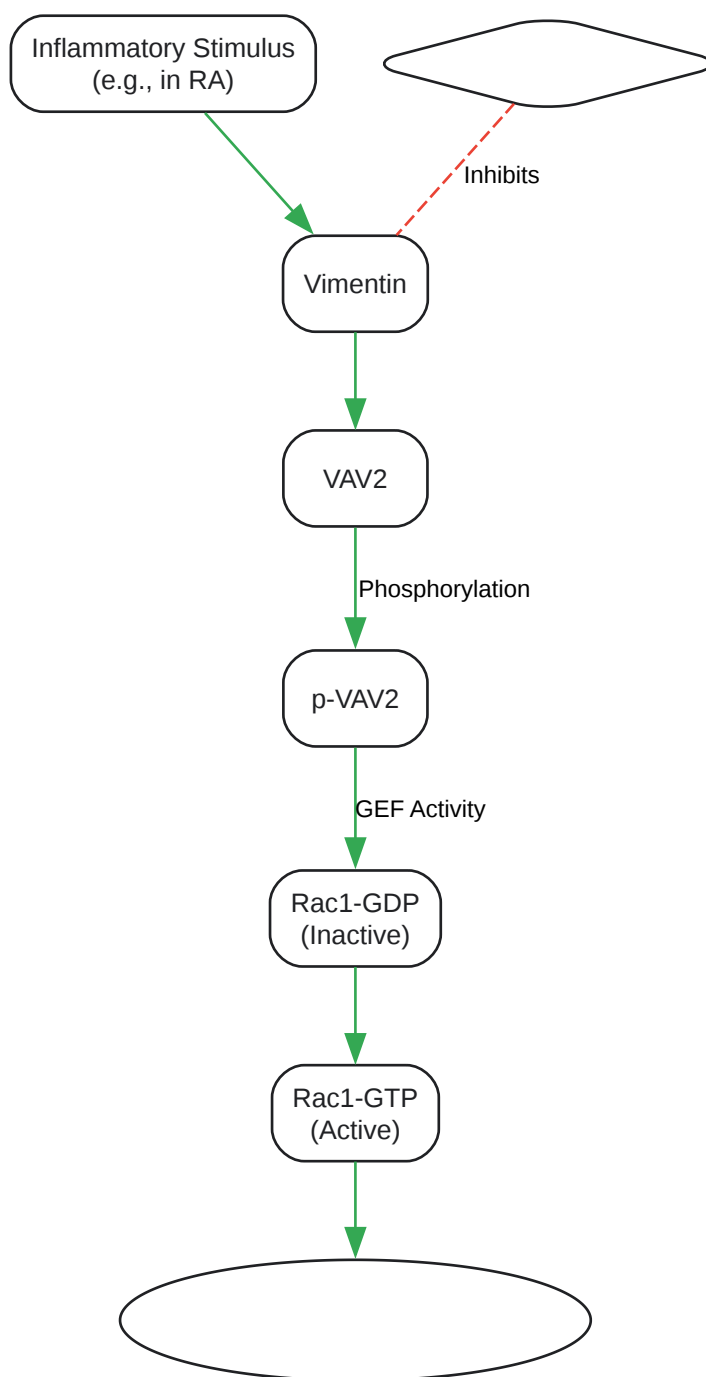 Inflammatory Stimulus
(e.g., in RA)
Inhibits
Vimentin
VAV2
Phosphorylation
p-VAV2
GEF Activity
Rac1-GDP
(Inactive)
Rac1-GTP
(Active)